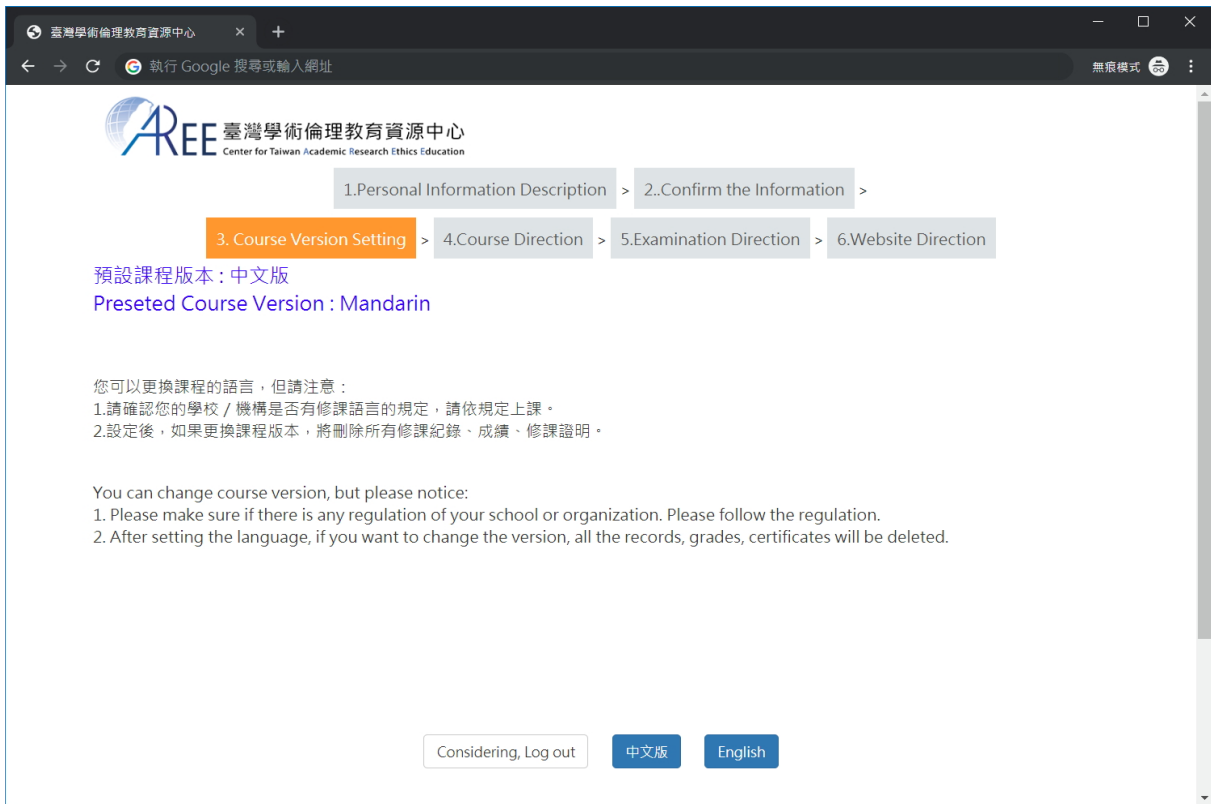 臺灣學術倫理教育資源中心
執行 Google 搜尋或輸入網址
無痕模式
AREE 臺灣學術倫理教育資源中心
Center for Taiwan Academic Research Ethics Education
1.Personal Information Description > 2..Confirm the Information >
3. Course Version Setting > 4.Course Direction > 5.Examination Direction > 6.Website Direction
預設課程版本 : 中文版
Preseted Course Version : Mandarin
您可以更換課程的語言，但請注意：
1.請確認您的學校 / 機構是否有修課語言的規定，請依規定上課。
2.設定後，如果更換課程版本，將刪除所有修課紀錄、成績、修課證明。
You can change course version, but please notice:
1. Please make sure if there is any regulation of your school or organization. Please follow the regulation.
2. After setting the language, if you want to change the version, all the records, grades, certificates will be deleted.
Considering, Log out 中文版 English